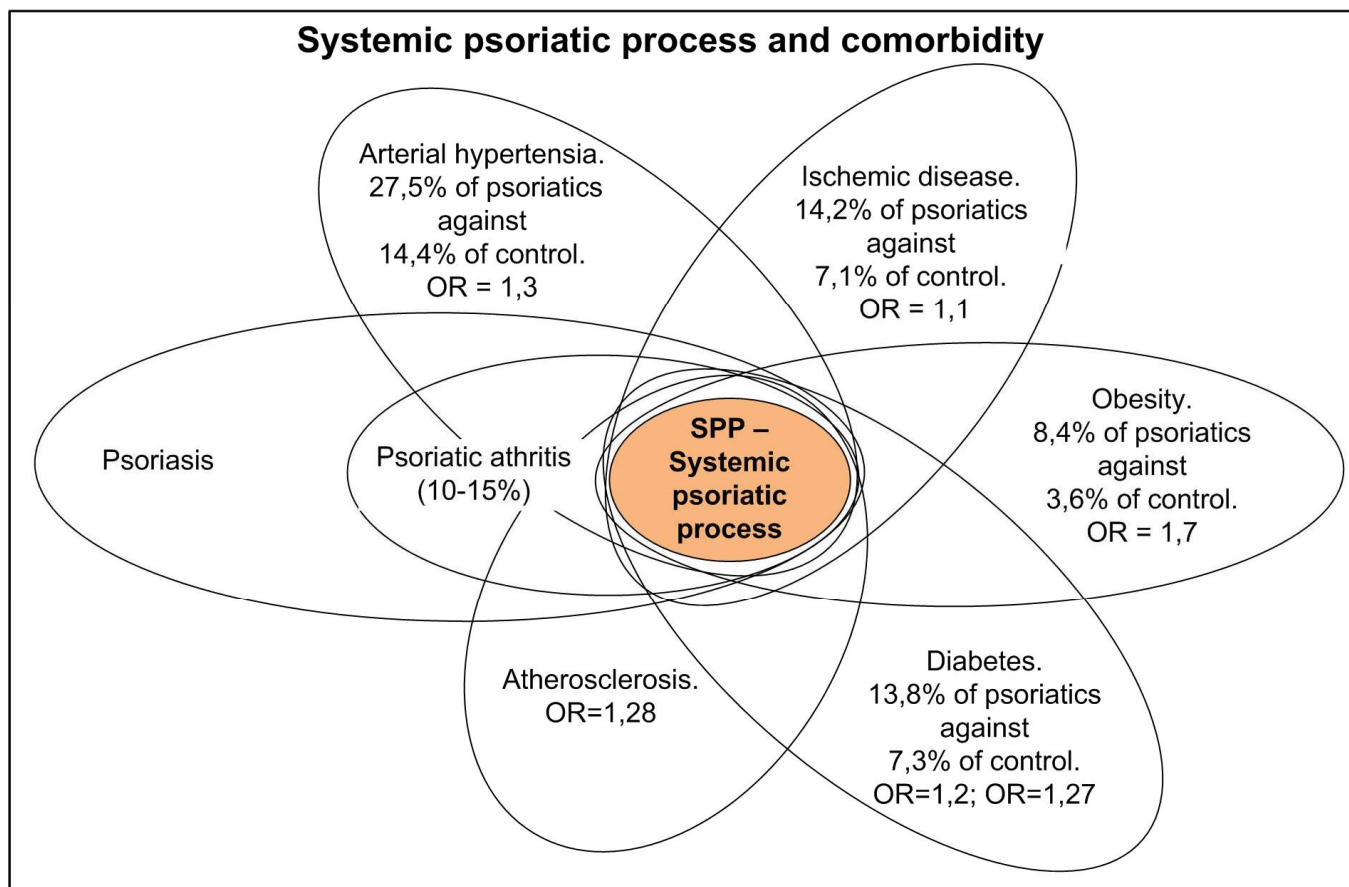 Systemic psoriatic process and comorbidity
Arterial hypertensia.
27,5% of psoriatics
against
14,4% of control.
OR = 1,3
Ischemic disease.
14,2% of psoriatics
against
7,1% of control.
OR = 1,1
Psoriasis
Psoriatic athritis
(10-15%)
SPP –
Systemic
psoriatic
process
Obesity.
8,4% of psoriatics
against
3,6% of control.
OR = 1,7
Atherosclerosis.
OR=1,28
Diabetes.
13,8% of psoriatics
against
7,3% of control.
OR=1,2; OR=1,27